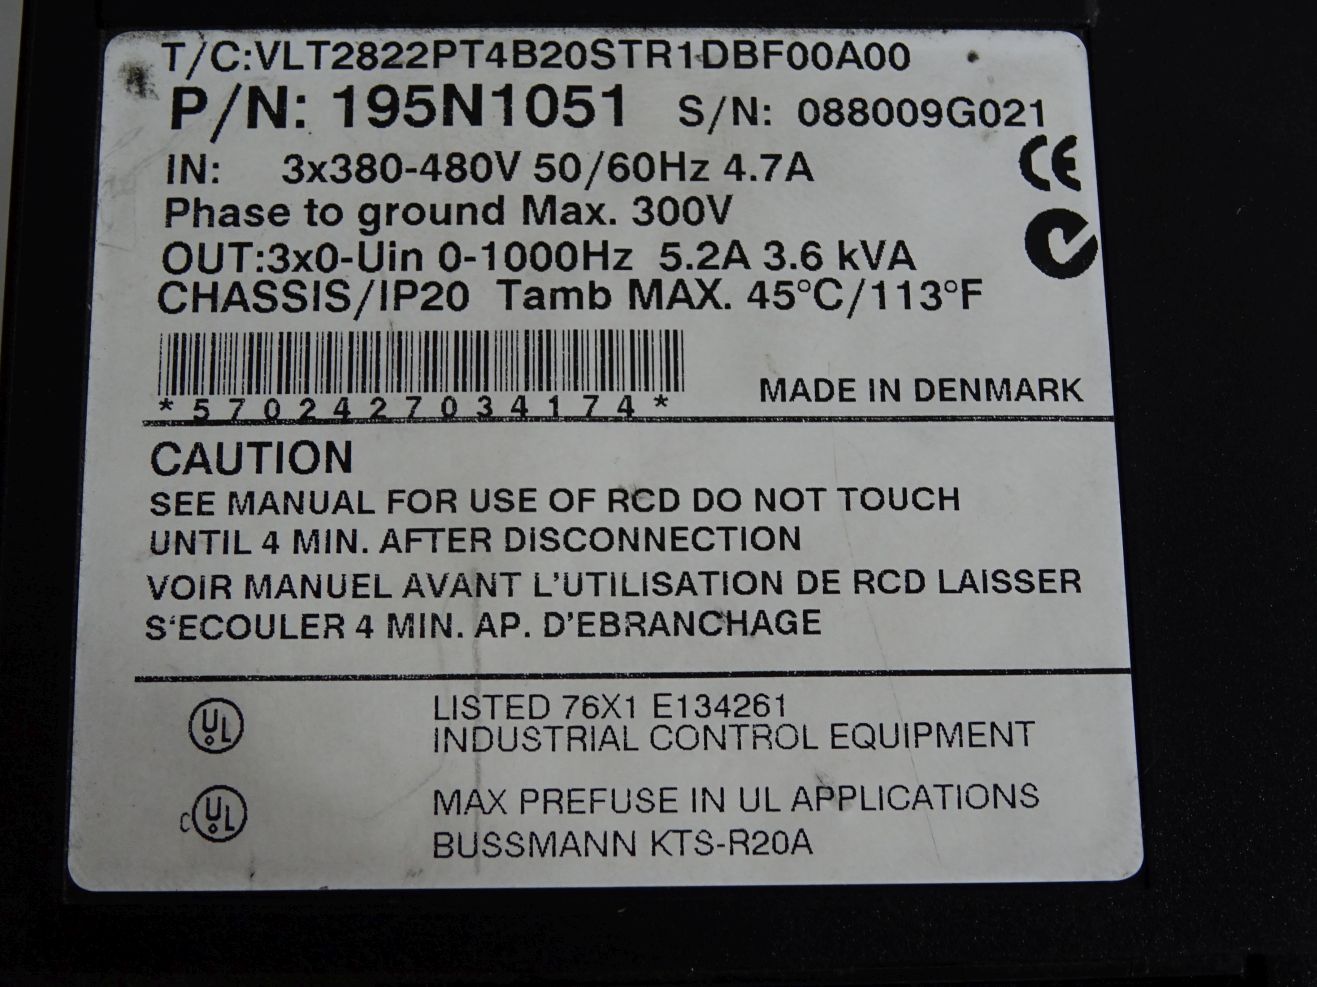 T/C:VLT2822PT4B20STR1DBF00A00
P/N: 195N1051 S/N: 088009G021
IN: 3x380-480V 50/60Hz 4.7A
CE
Phase to ground Max. 300V
OUT:3x0-Uin 0-1000Hz 5.2A 3.6 kVA
CHASSIS/IP20 Tamb MAX. 45°C/113°F
*5702427034174*
MADE IN DENMARK
CAUTION
SEE MANUAL FOR USE OF RCD DO NOT TOUCH
UNTIL 4 MIN. AFTER DISCONNECTION
VOIR MANUEL AVANT L'UTILISATION DE RCD LAISSER
S'ECOULER 4 MIN. AP. D'EBRANCHAGE
UL
LISTED 76X1 E134261
INDUSTRIAL CONTROL EQUIPMENT
c UL
MAX PREFUSE IN UL APPLICATIONS
BUSSMANN KTS-R20A